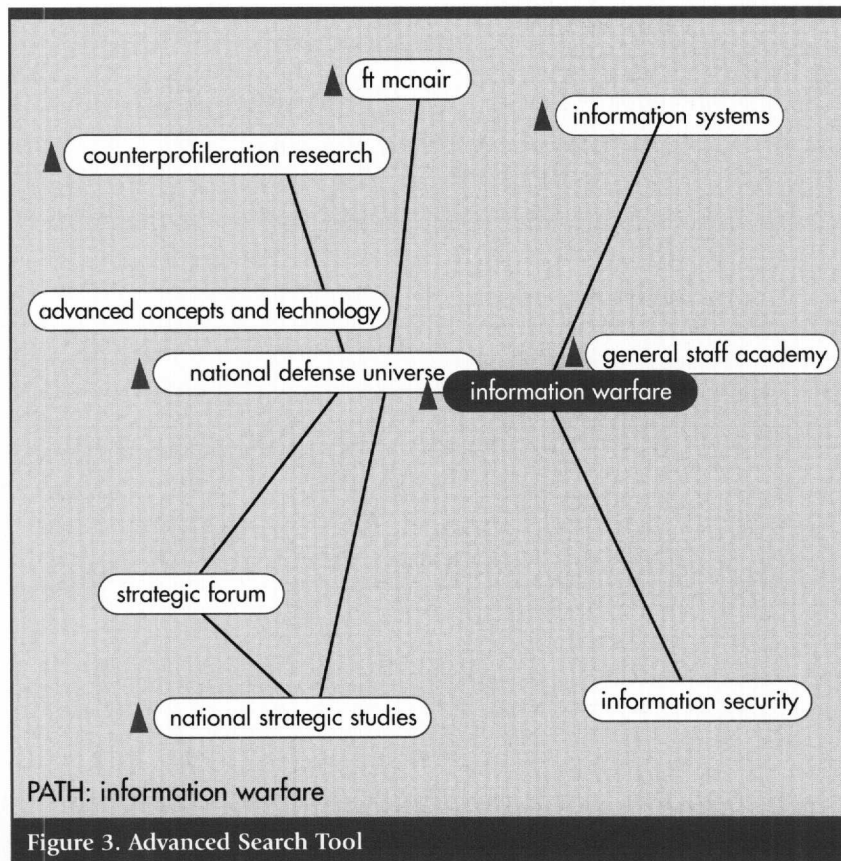 ft mcnair
information systems
counterprofileration research
advanced concepts and technology
national defense universe
general staff academy
information warfare
strategic forum
information security
national strategic studies
PATH: information warfare
Figure 3. Advanced Search Tool